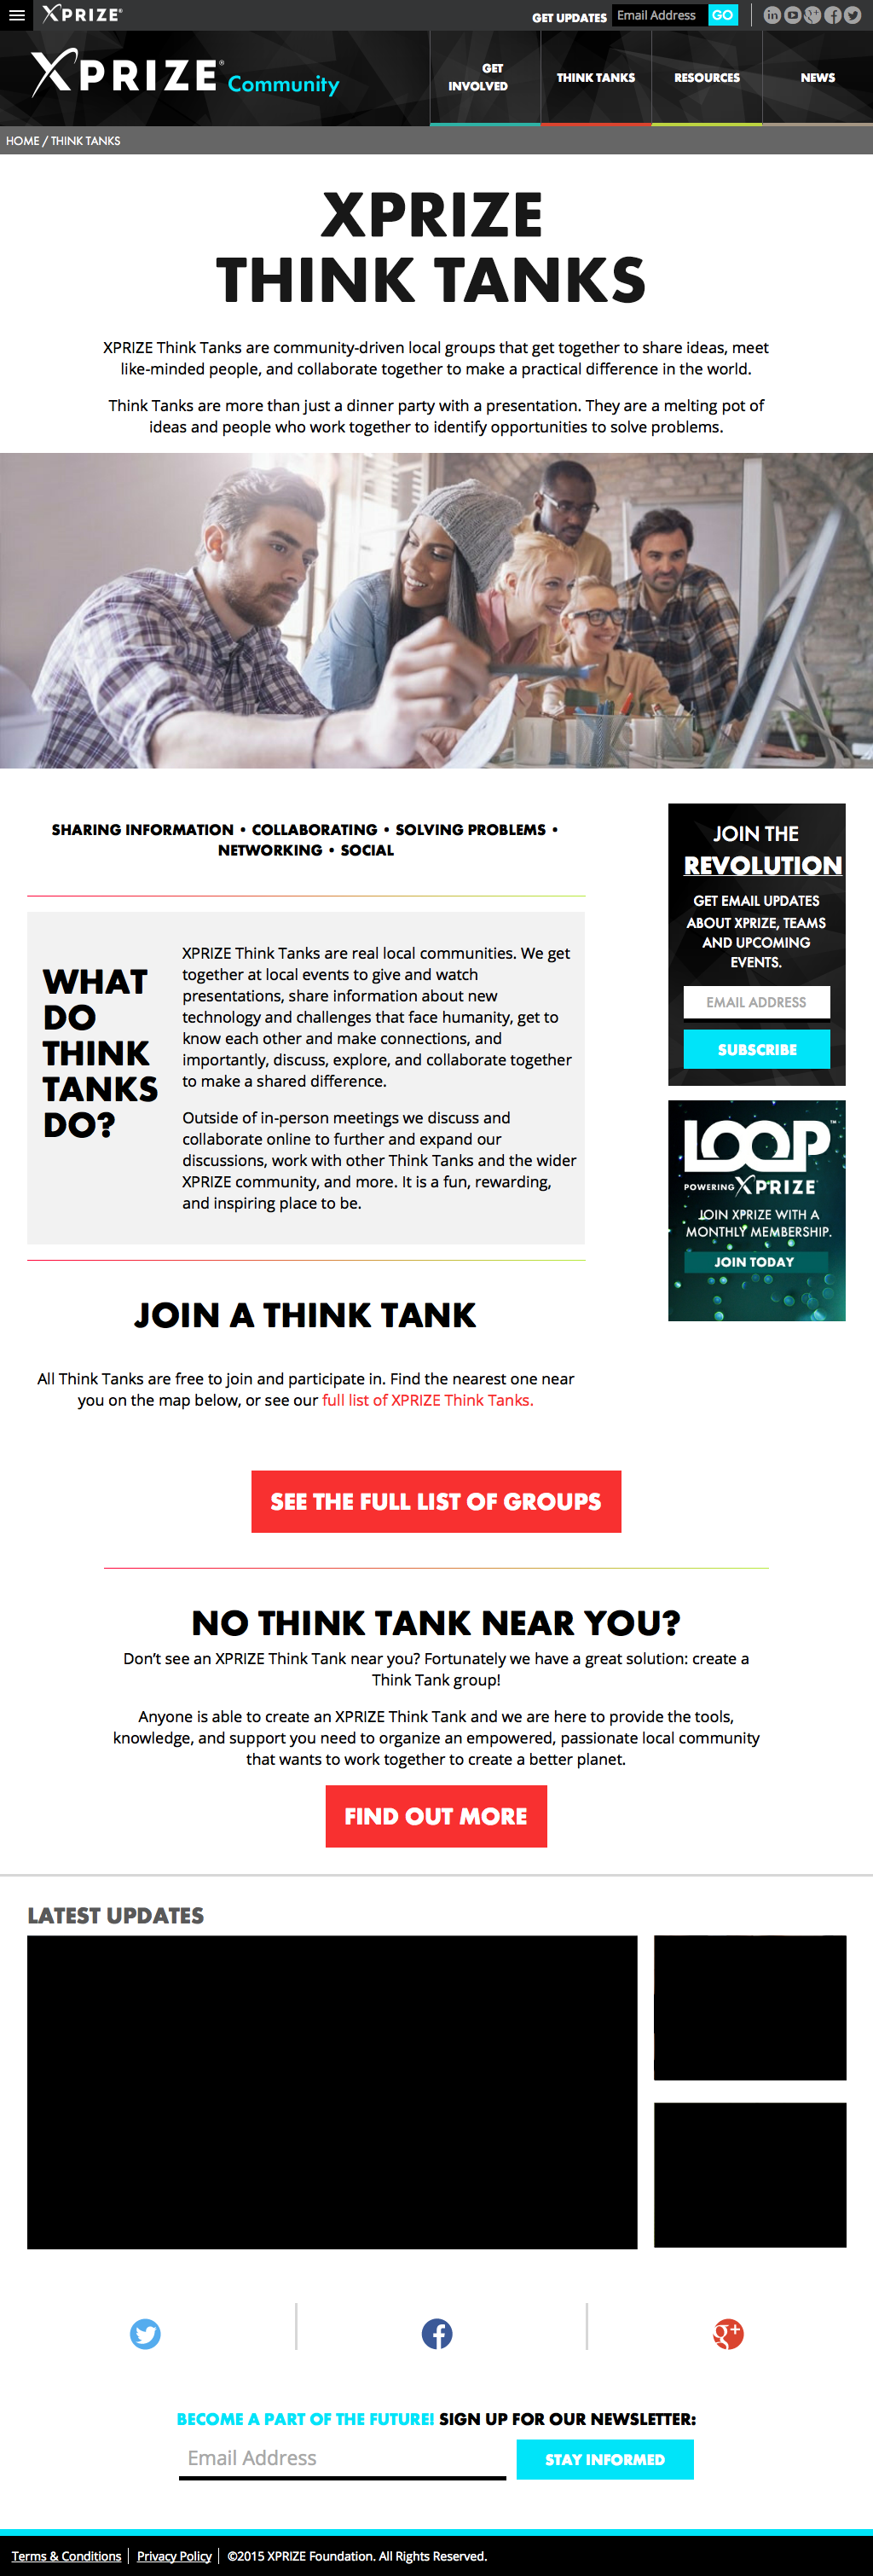 XPRIZE®
GET UPDATES
Email Address
GO
XPRIZE® Community
GET
INVOLVED
THINK TANKS
RESOURCES
NEWS
HOME / THINK TANKS
XPRIZE
THINK TANKS
XPRIZE Think Tanks are community-driven local groups that get together to share ideas, meet
like-minded people, and collaborate together to make a practical difference in the world.
Think Tanks are more than just a dinner party with a presentation. They are a melting pot of
ideas and people who work together to identify opportunities to solve problems.
SHARING INFORMATION • COLLABORATING • SOLVING PROBLEMS •
NETWORKING • SOCIAL
WHAT
DO
THINK
TANKS
DO?
XPRIZE Think Tanks are real local communities. We get
together at local events to give and watch
presentations, share information about new
technology and challenges that face humanity, get to
know each other and make connections, and
importantly, discuss, explore, and collaborate together
to make a shared difference.
Outside of in-person meetings we discuss and
collaborate online to further and expand our
discussions, work with other Think Tanks and the wider
XPRIZE community, and more. It is a fun, rewarding,
and inspiring place to be.
JOIN THE
REVOLUTION
GET EMAIL UPDATES
ABOUT XPRIZE, TEAMS
AND UPCOMING
EVENTS.
EMAIL ADDRESS
SUBSCRIBE
LOOP™
POWERING XPRIZE
JOIN XPRIZE WITH A
MONTHLY MEMBERSHIP.
JOIN TODAY
JOIN A THINK TANK
All Think Tanks are free to join and participate in. Find the nearest one near
you on the map below, or see our full list of XPRIZE Think Tanks.
SEE THE FULL LIST OF GROUPS
NO THINK TANK NEAR YOU?
Don't see an XPRIZE Think Tank near you? Fortunately we have a great solution: create a
Think Tank group!
Anyone is able to create an XPRIZE Think Tank and we are here to provide the tools,
knowledge, and support you need to organize an empowered, passionate local community
that wants to work together to create a better planet.
FIND OUT MORE
LATEST UPDATES
BECOME A PART OF THE FUTURE! SIGN UP FOR OUR NEWSLETTER:
Email Address
STAY INFORMED
Terms & Conditions | Privacy Policy | ©2015 XPRIZE Foundation. All Rights Reserved.